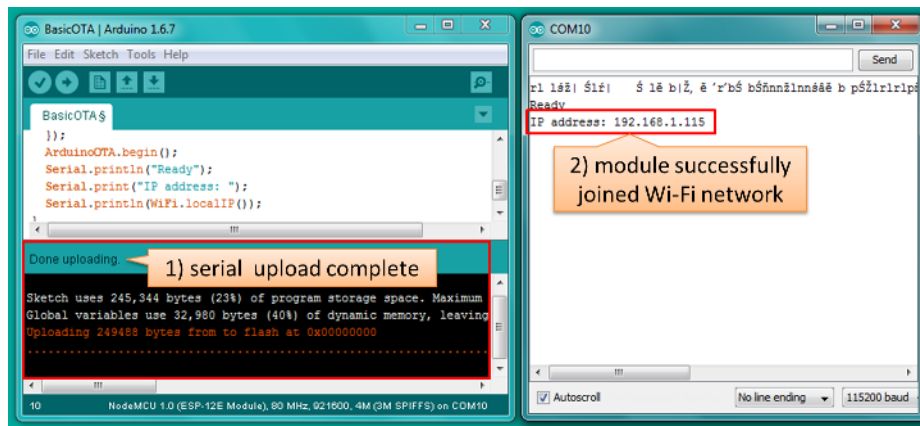 BasicOTA | Arduino 1.6.7
File Edit Sketch Tools Help
BasicOTA §
});
ArduinoOTA.begin();
Serial.println("Ready");
Serial.print("IP address: ");
Serial.println(WiFi.localIP());
}
Done uploading.
1) serial upload complete
Sketch uses 245,344 bytes (23%) of program storage space. Maximum
Global variables use 32,980 bytes (40%) of dynamic memory, leaving
Uploading 249488 bytes from to flash at 0x00000000
................................................................................
10
NodeMCU 1.0 (ESP-12E Module), 80 MHz, 921600, 4M (3M SPIFFS) on COM10
COM10
Send
Ready
IP address: 192.168.1.115
2) module successfully
joined Wi-Fi network
Autoscroll
No line ending
115200 baud